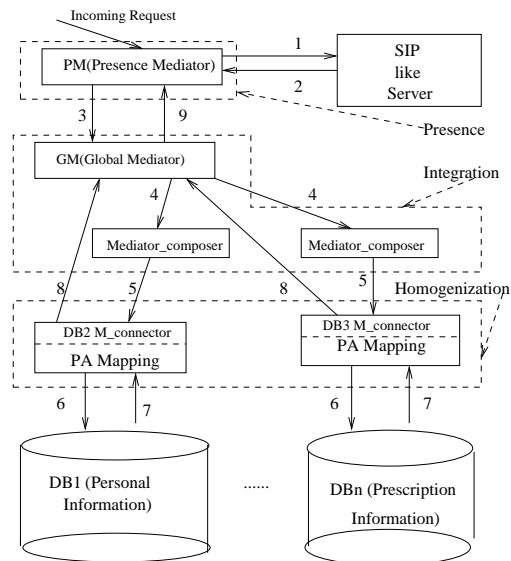 Incoming Request
1
SIP
like
Server
PM(Presence Mediator)
2
3
9
Presence
GM(Global Mediator)
Integration
4
4
Mediator_composer
Mediator_composer
8
5
8
5
Homogenization
DB2 M_connector
PA Mapping
DB3 M_connector
PA Mapping
6
7
6
7
DB1 (Personal
Information)
......
DBn (Prescription
Information)